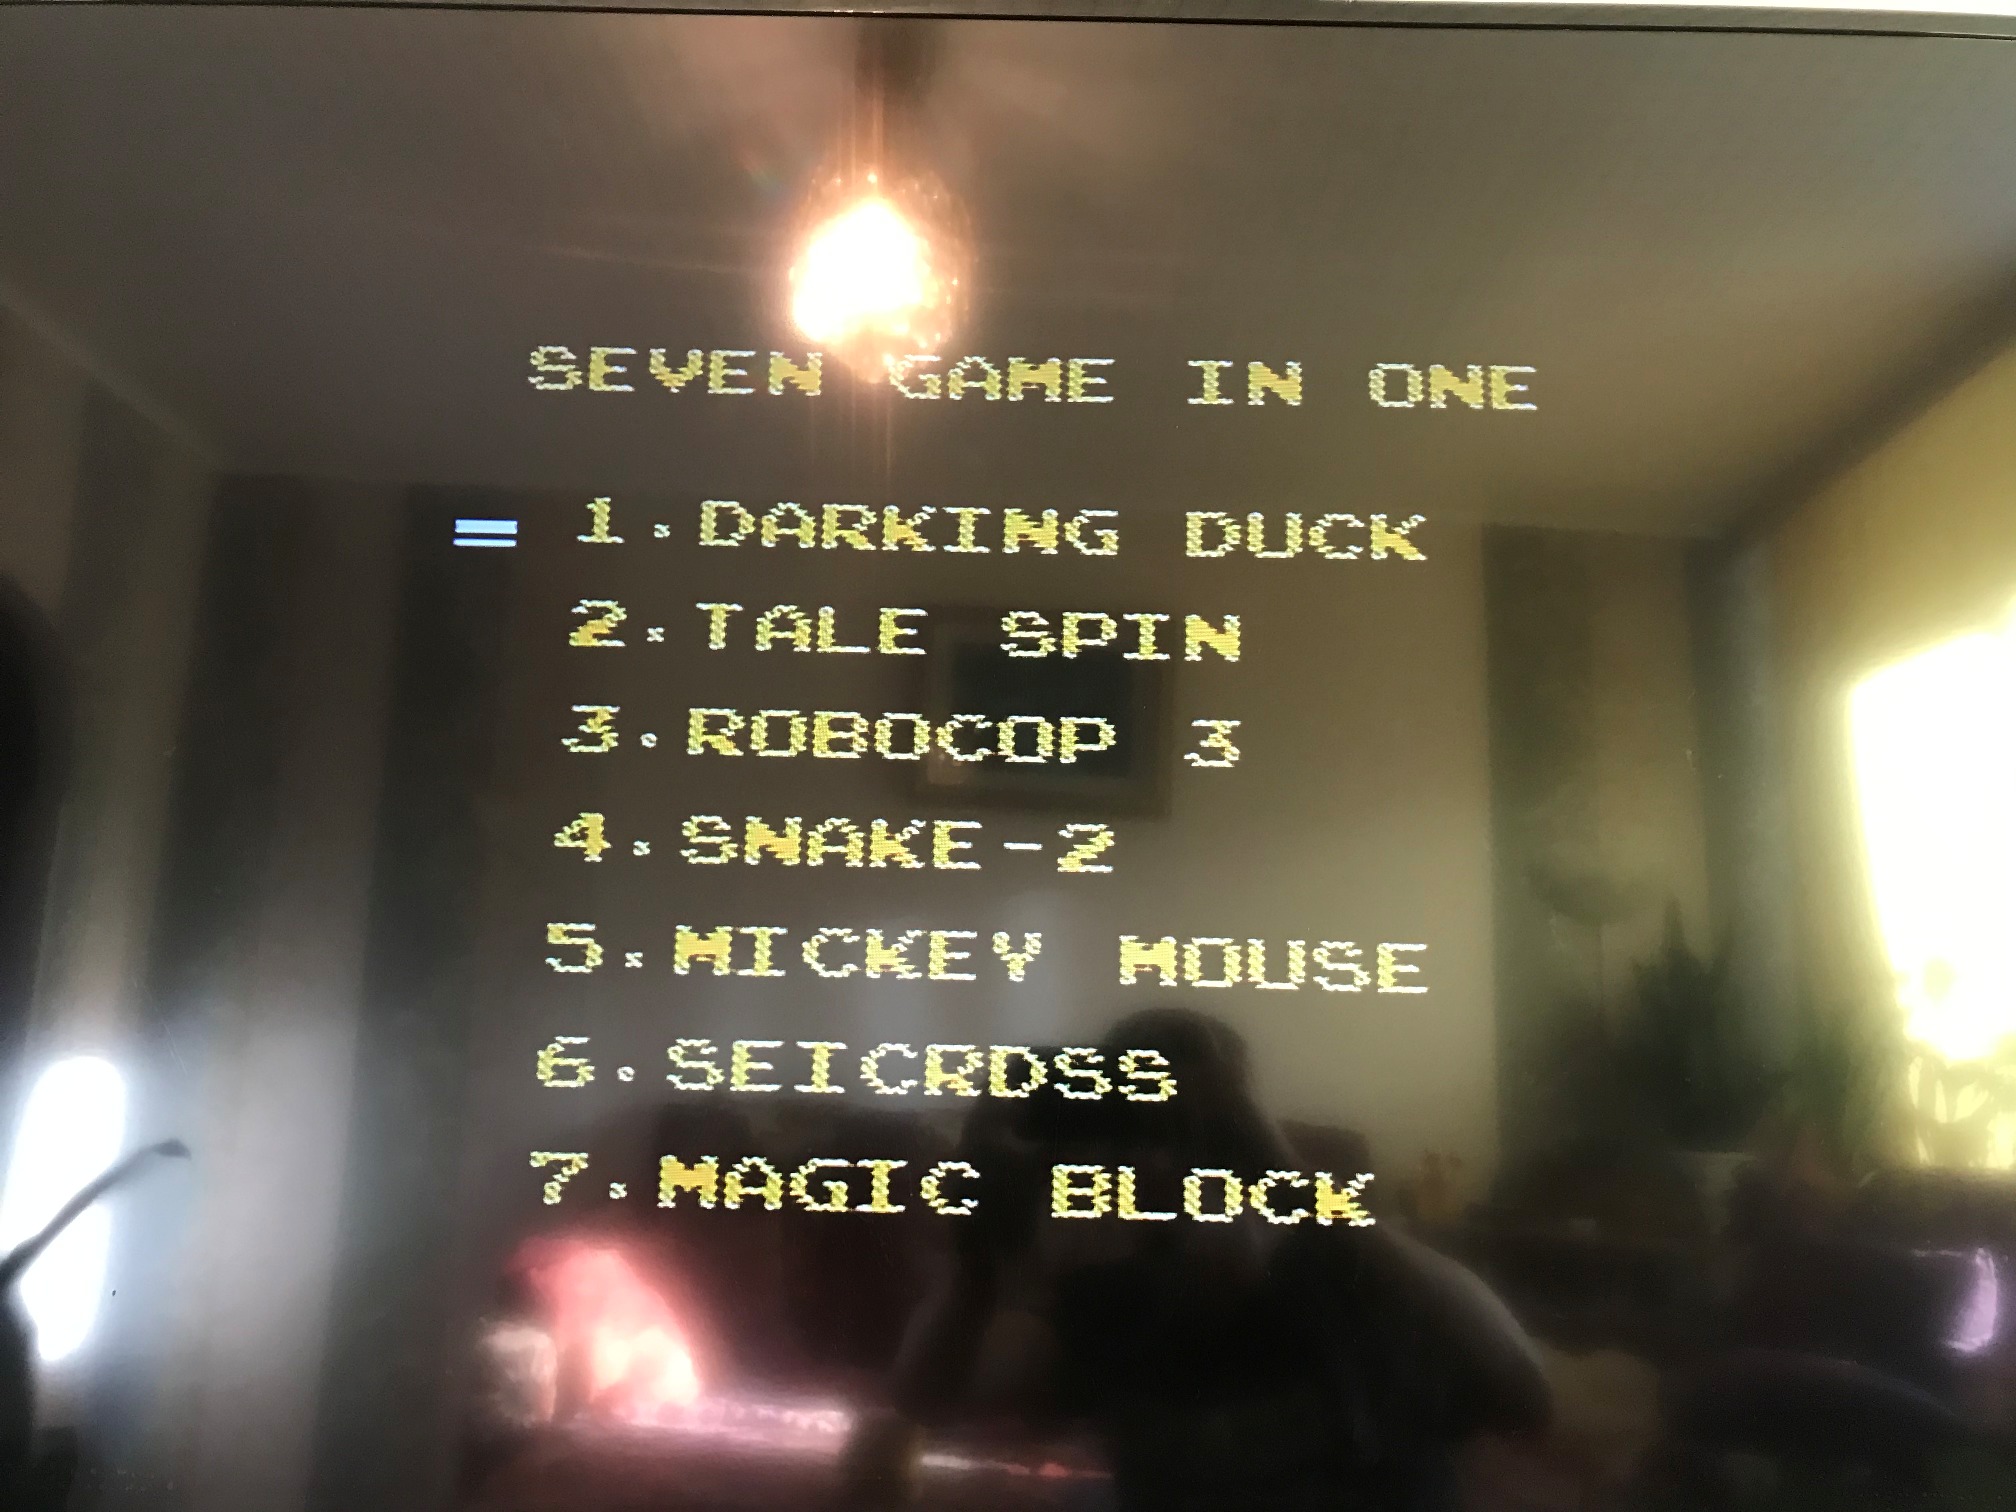 SEVEN GAME IN ONE
1.DARKING DUCK
2.TALE SPIN
3.ROBOCOP 3
4.SNAKE-2
5.MICKEY MOUSE
6.SEICROSS
7.MAGIC BLOCK